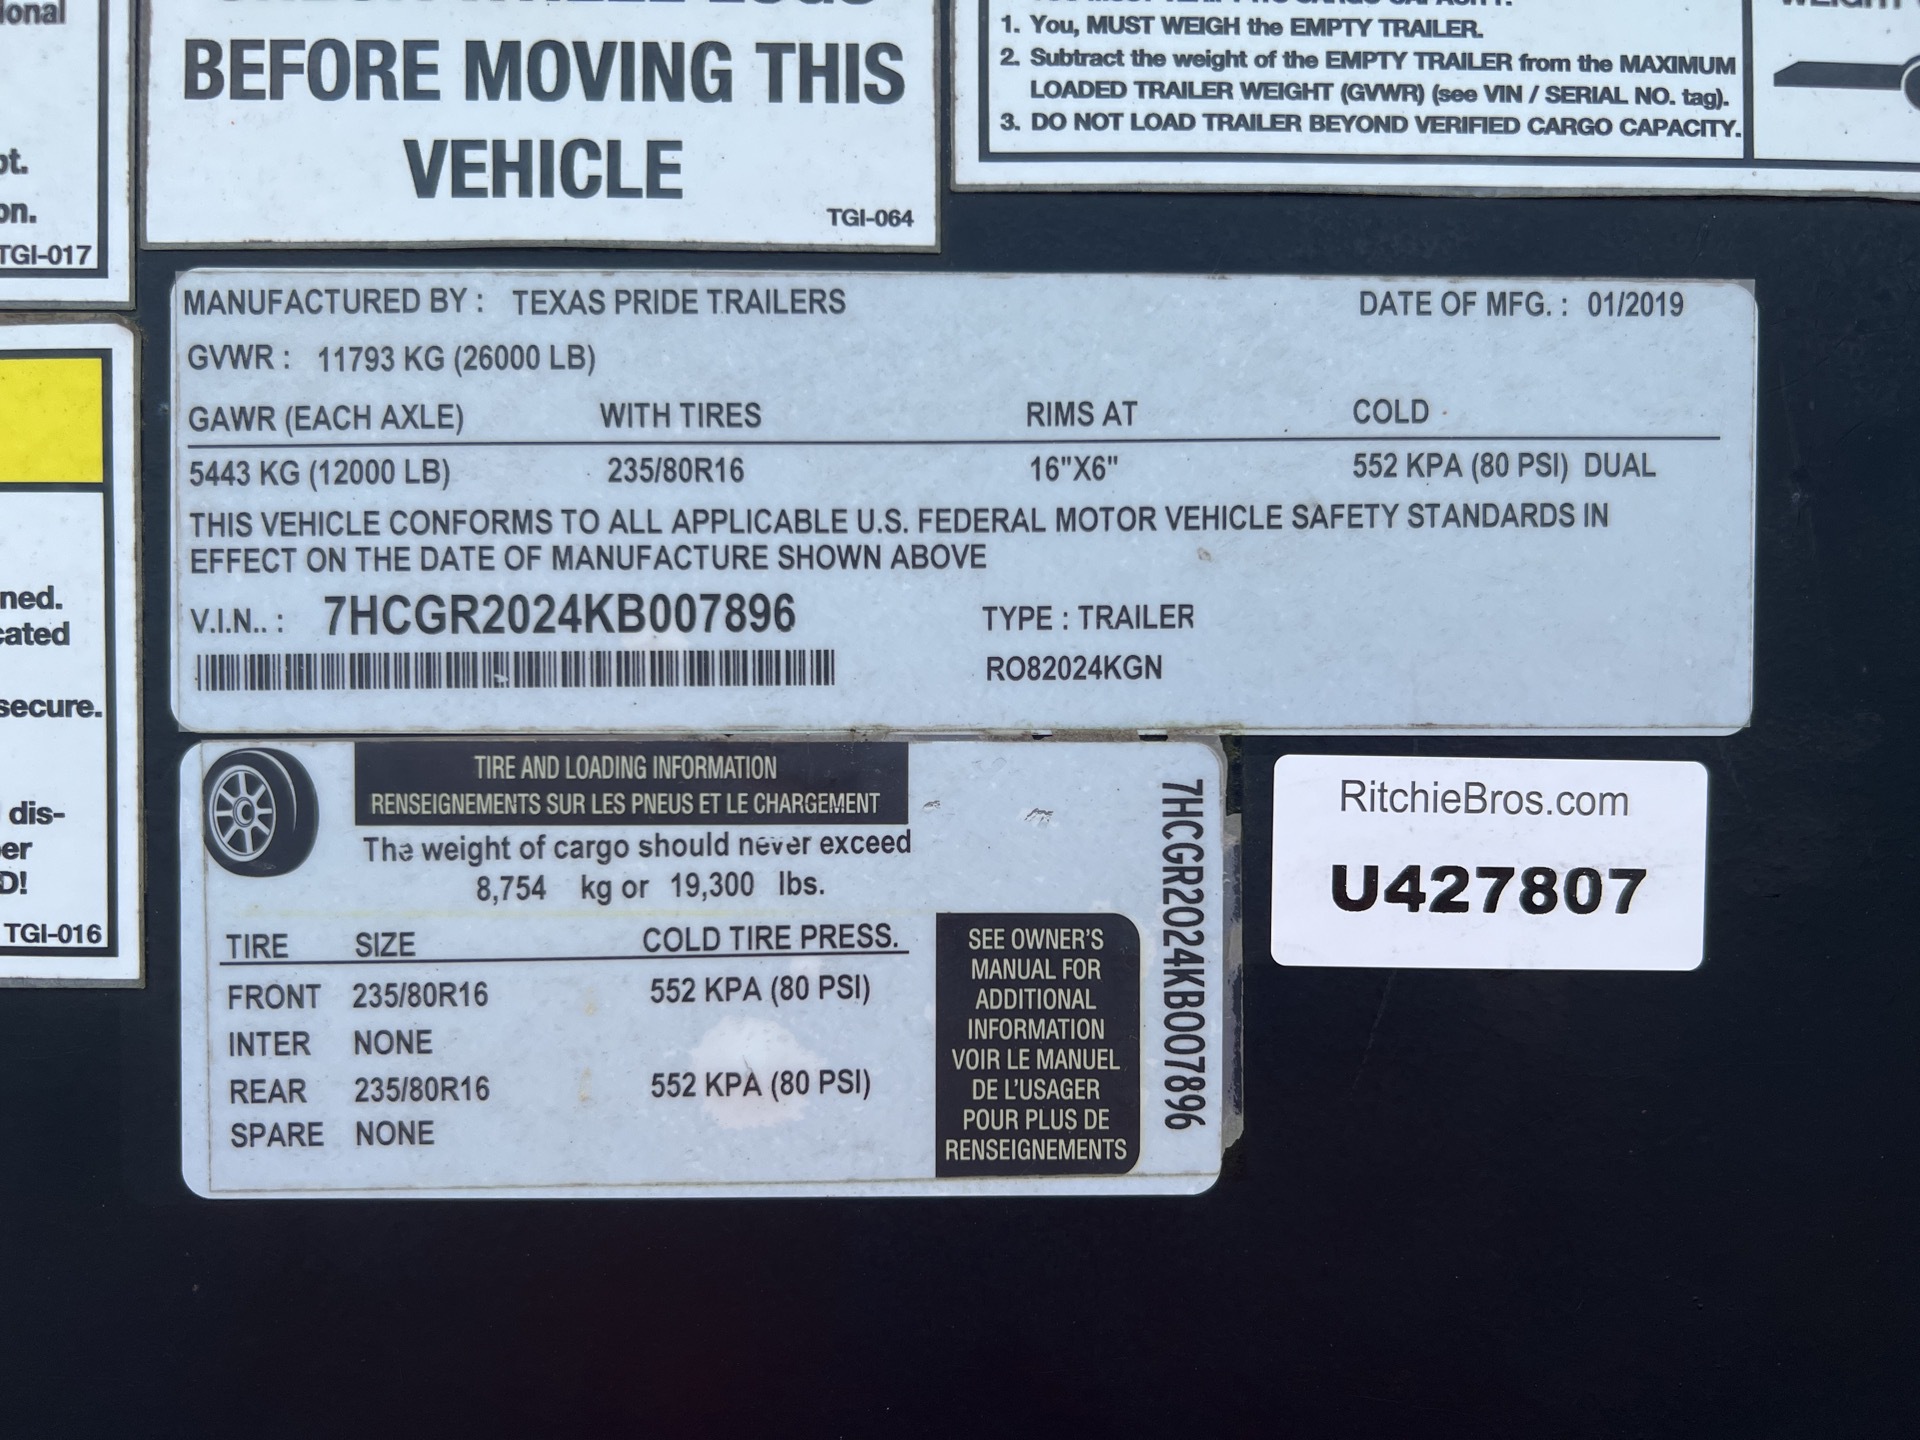 ional
pt.
on.
TGI-017
BEFORE MOVING THIS
VEHICLE
TGI-064
1. You, MUST WEIGH the EMPTY TRAILER.
2. Subtract the weight of the EMPTY TRAILER from the MAXIMUM
LOADED TRAILER WEIGHT (GVWR) (see VIN / SERIAL NO. tag).
3. DO NOT LOAD TRAILER BEYOND VERIFIED CARGO CAPACITY.
MANUFACTURED BY : TEXAS PRIDE TRAILERS DATE OF MFG. : 01/2019
GVWR : 11793 KG (26000 LB)
GAWR (EACH AXLE) WITH TIRES RIMS AT COLD
5443 KG (12000 LB) 235/80R16 16"X6" 552 KPA (80 PSI) DUAL
THIS VEHICLE CONFORMS TO ALL APPLICABLE U.S. FEDERAL MOTOR VEHICLE SAFETY STANDARDS IN
EFFECT ON THE DATE OF MANUFACTURE SHOWN ABOVE
V.I.N.. : 7HCGR2024KB007896 TYPE : TRAILER
RO82024KGN
ned.
cated
secure.
dis-
er
D!
TGI-016
TIRE AND LOADING INFORMATION
RENSEIGNEMENTS SUR LES PNEUS ET LE CHARGEMENT
The weight of cargo should never exceed
8,754 kg or 19,300 lbs.
TIRE SIZE COLD TIRE PRESS.
FRONT 235/80R16 552 KPA (80 PSI)
INTER NONE
REAR 235/80R16 552 KPA (80 PSI)
SPARE NONE
SEE OWNER'S
MANUAL FOR
ADDITIONAL
INFORMATION
VOIR LE MANUEL
DE L'USAGER
POUR PLUS DE
RENSEIGNEMENTS
7HCGR2024KB007896
RitchieBros.com
U427807